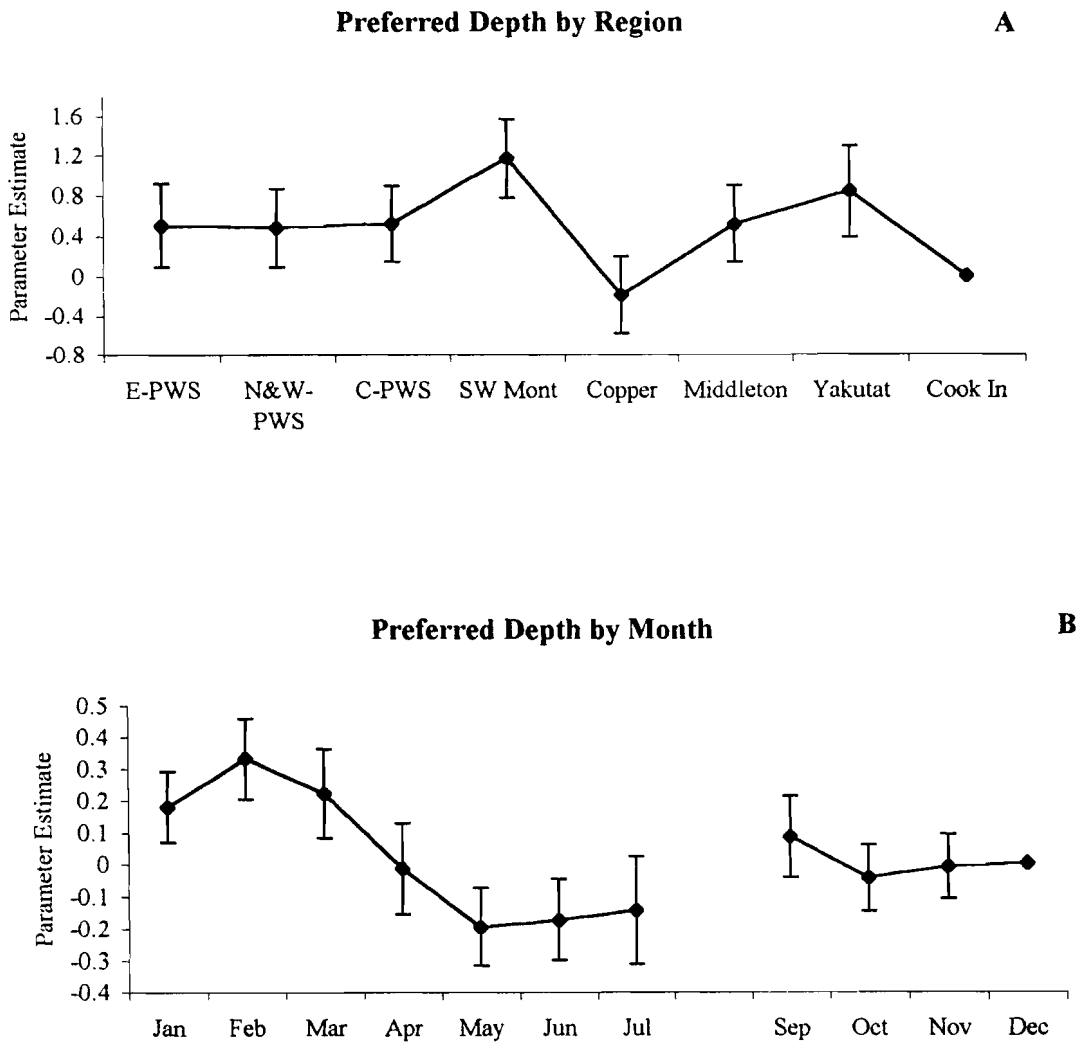 Preferred Depth by Region
A
Parameter Estimate
1.6
1.2
0.8
0.4
0
-0.4
-0.8
E-PWS N&W-PWS C-PWS SW Mont Copper Middleton Yakutat Cook In
Preferred Depth by Month
B
Parameter Estimate
0.5
0.4
0.3
0.2
0.1
0
-0.1
-0.2
-0.3
-0.4
Jan Feb Mar Apr May Jun Jul Sep Oct Nov Dec